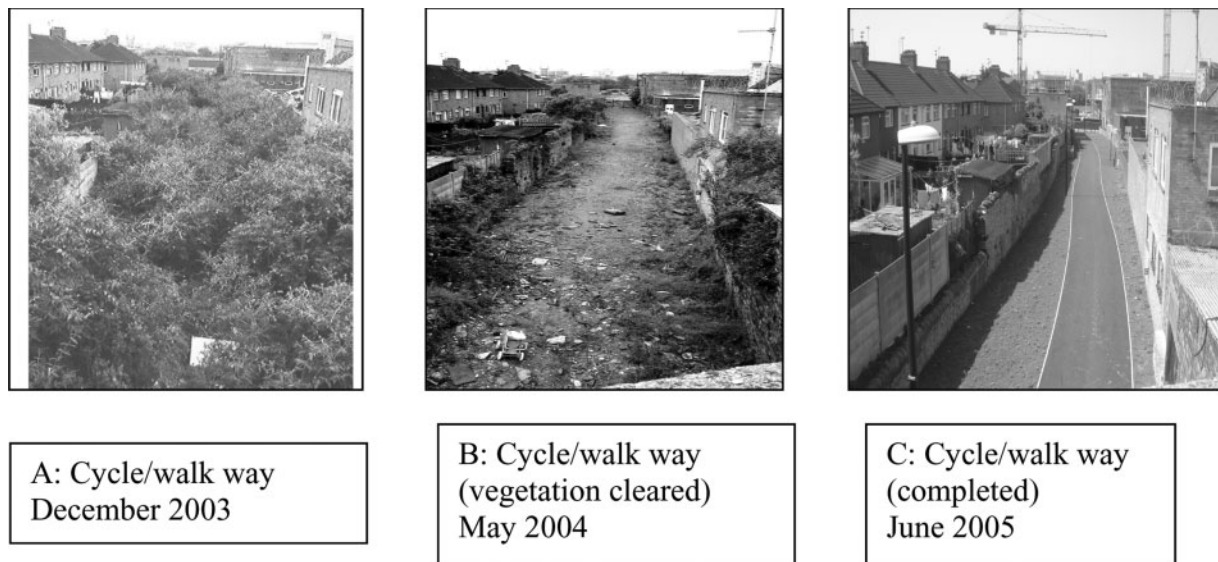 A: Cycle/walk way
December 2003
B: Cycle/walk way
(vegetation cleared)
May 2004
C: Cycle/walk way
(completed)
June 2005